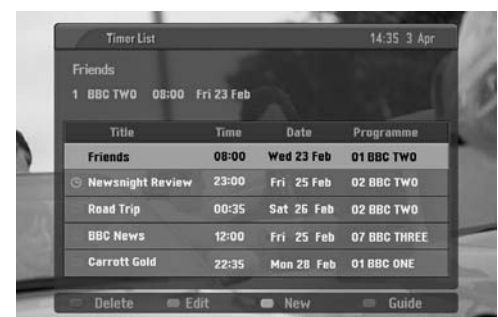 Timer List 14:35 3 Apr
Friends
1 BBC TWO 08:00 Fri 23 Feb
Title Time Date Programme
Friends 08:00 Wed 23 Feb 01 BBC TWO
Newsnight Review 23:00 Fri 25 Feb 02 BBC TWO
Road Trip 00:35 Sat 26 Feb 02 BBC TWO
BBC News 12:00 Fri 25 Feb 07 BBC THREE
Carrott Gold 22:35 Mon 28 Feb 01 BBC ONE
Delete Edit New Guide